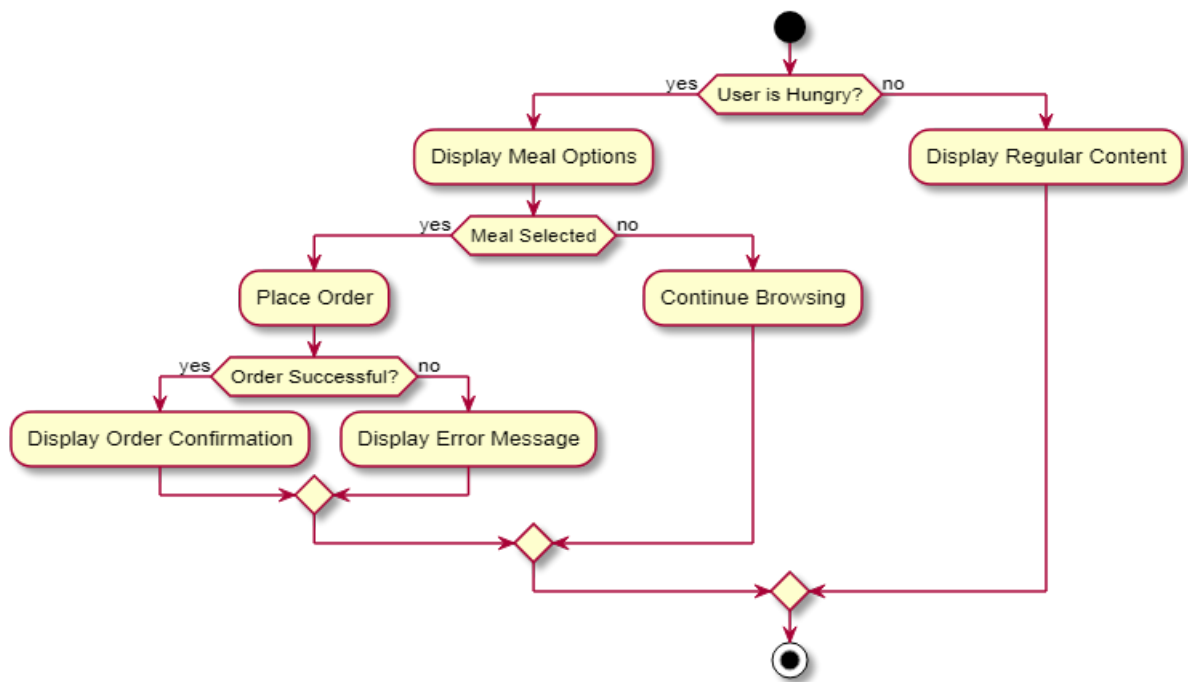 yes
User is Hungry?
no
Display Meal Options
Display Regular Content
yes
Meal Selected
no
Place Order
Continue Browsing
yes
Order Successful?
no
Display Order Confirmation
Display Error Message